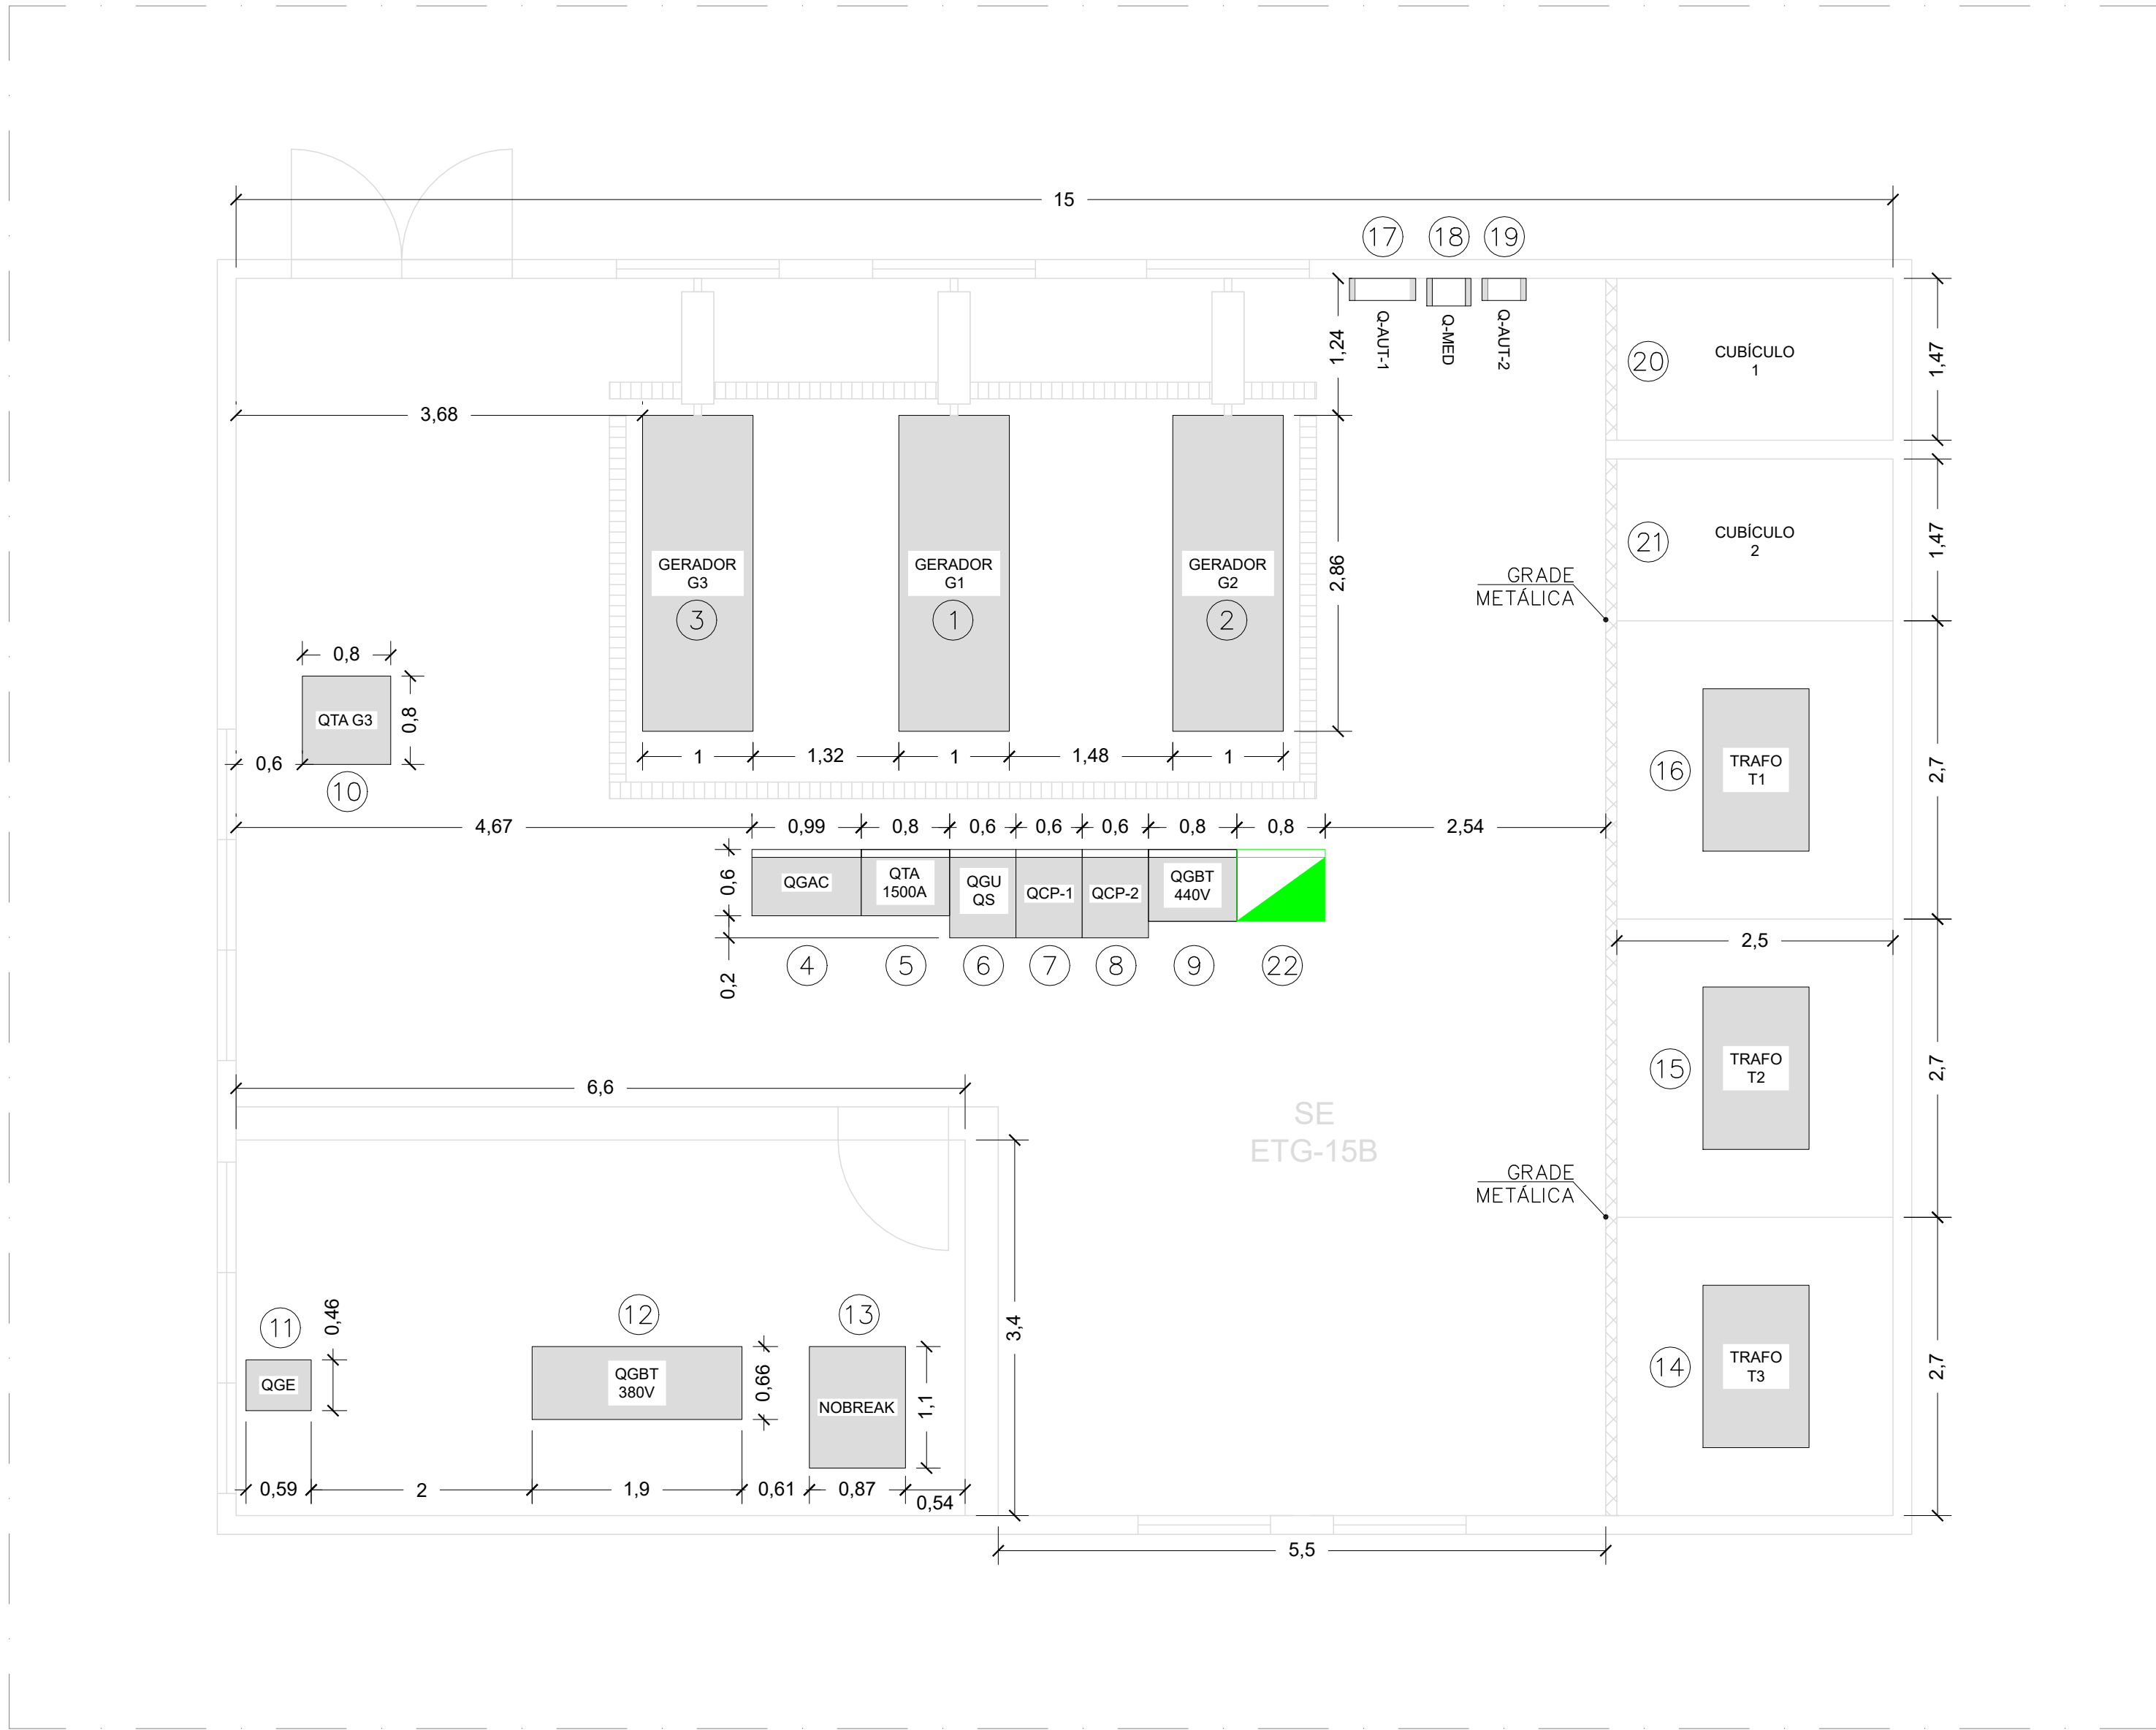 15
17
18
19
Q-AUT-1
Q-MED
Q-AUT-2
1,24
20
CUBÍCULO
1
1,47
3,68
21
CUBÍCULO
2
1,47
GERADOR
G3
3
GERADOR
G1
1
GERADOR
G2
2
2,86
GRADE
METÁLICA
0,8
QTA G3
0,8
0,6
10
1
1,32
1
1,48
1
16
TRAFO
T1
2,7
4,67
0,99
0,8
0,6
0,6
0,6
0,8
0,8
2,54
0,6
QGAC
QTA
1500A
QGU
QS
QCP-1
QCP-2
QGBT
440V
0,2
4
5
6
7
8
9
22
2,5
15
TRAFO
T2
2,7
6,6
SE
ETG-15B
GRADE
METÁLICA
3,4
14
TRAFO
T3
2,7
11
0,46
QGE
12
QGBT
380V
0,66
13
NOBREAK
1,1
0,59
2
1,9
0,61
0,87
0,54
5,5